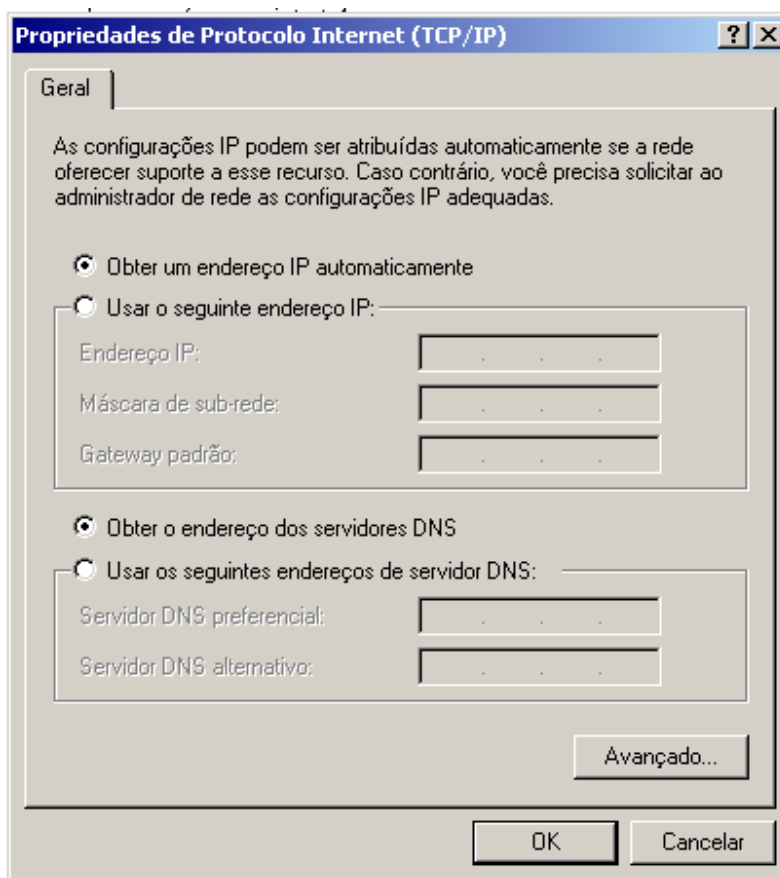 Propriedades de Protocolo Internet (TCP/IP)
Geral
As configurações IP podem ser atribuídas automaticamente se a rede
oferecer suporte a esse recurso. Caso contrário, você precisa solicitar ao
administrador de rede as configurações IP adequadas.
Obter um endereço IP automaticamente
Usar o seguinte endereço IP:
Endereço IP:
Máscara de sub-rede:
Gateway padrão:
Obter o endereço dos servidores DNS
Usar os seguintes endereços de servidor DNS:
Servidor DNS preferencial:
Servidor DNS alternativo:
Avançado...
OK Cancelar